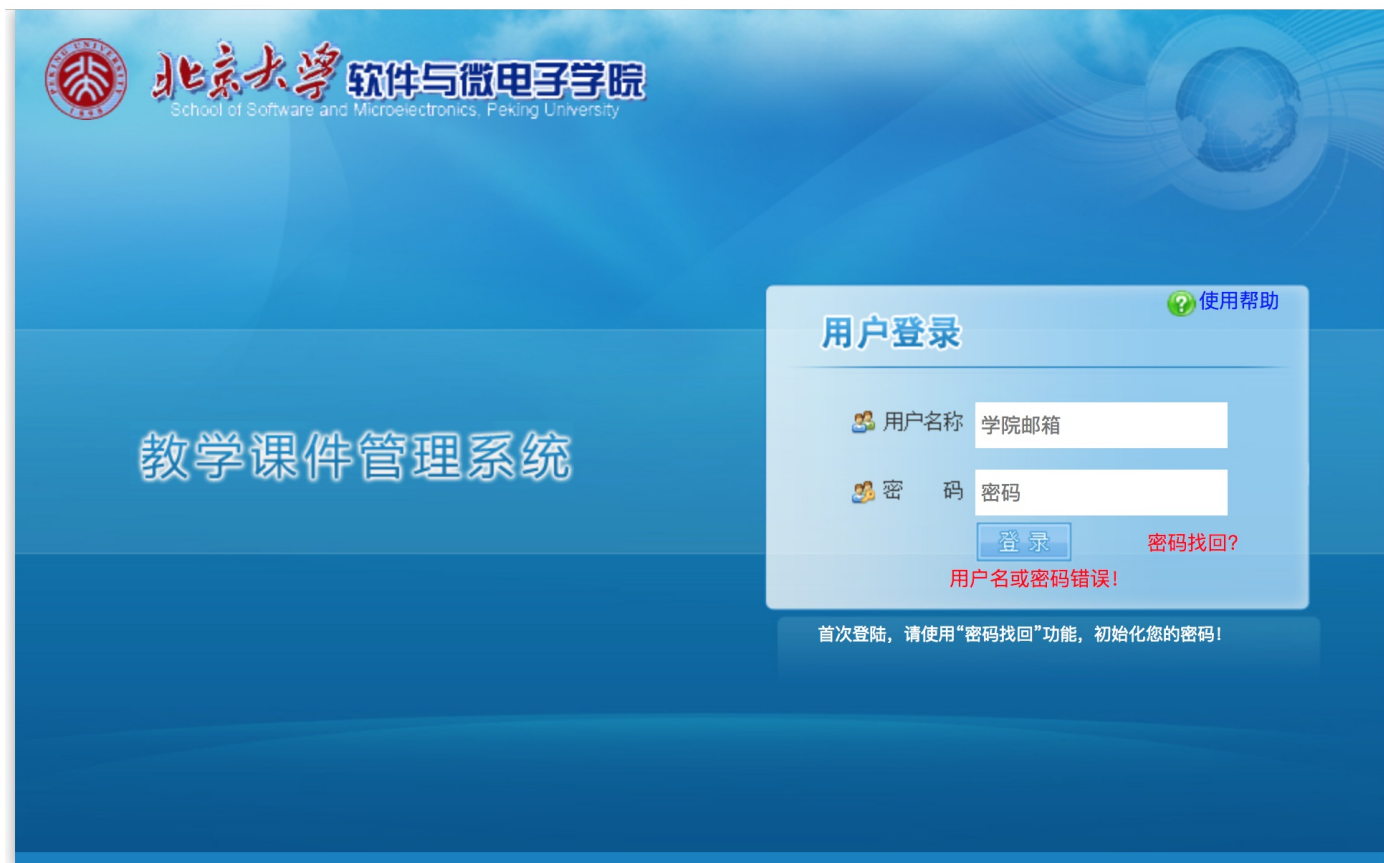 北京大学 软件与微电子学院
School of Software and Microelectronics, Peking University
使用帮助
用户登录
用户名称 学院邮箱
教学课件管理系统
密 码 密码
登 录 密码找回?
用户名或密码错误!
首次登陆，请使用“密码找回”功能，初始化您的密码!